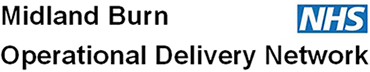 Midland Burn NHS
Operational Delivery Network